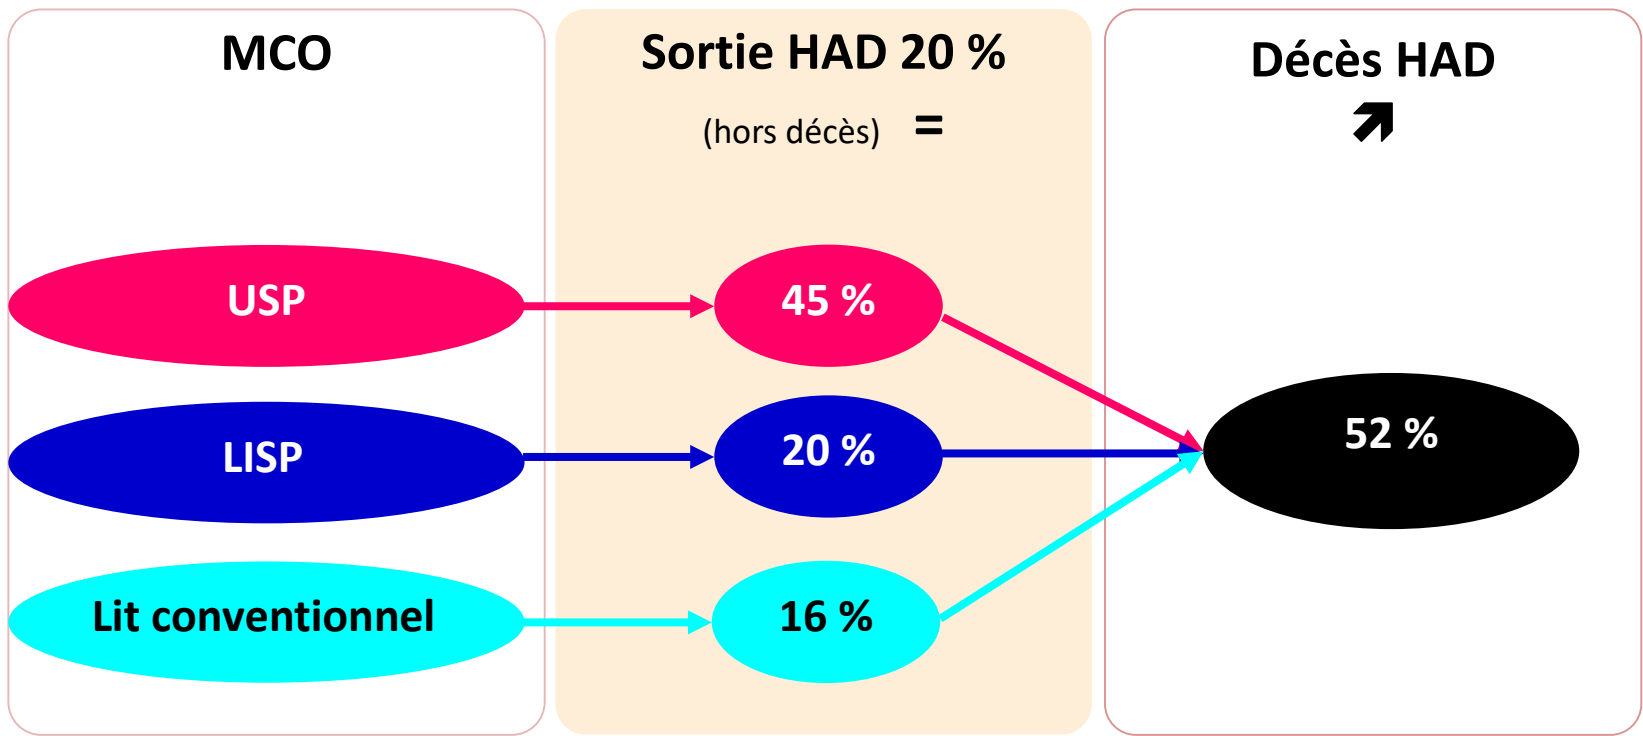 MCO
Sortie HAD 20 %
(hors décès) =
Décès HAD
USP
45 %
LISP
20 %
52 %
Lit conventionnel
16 %